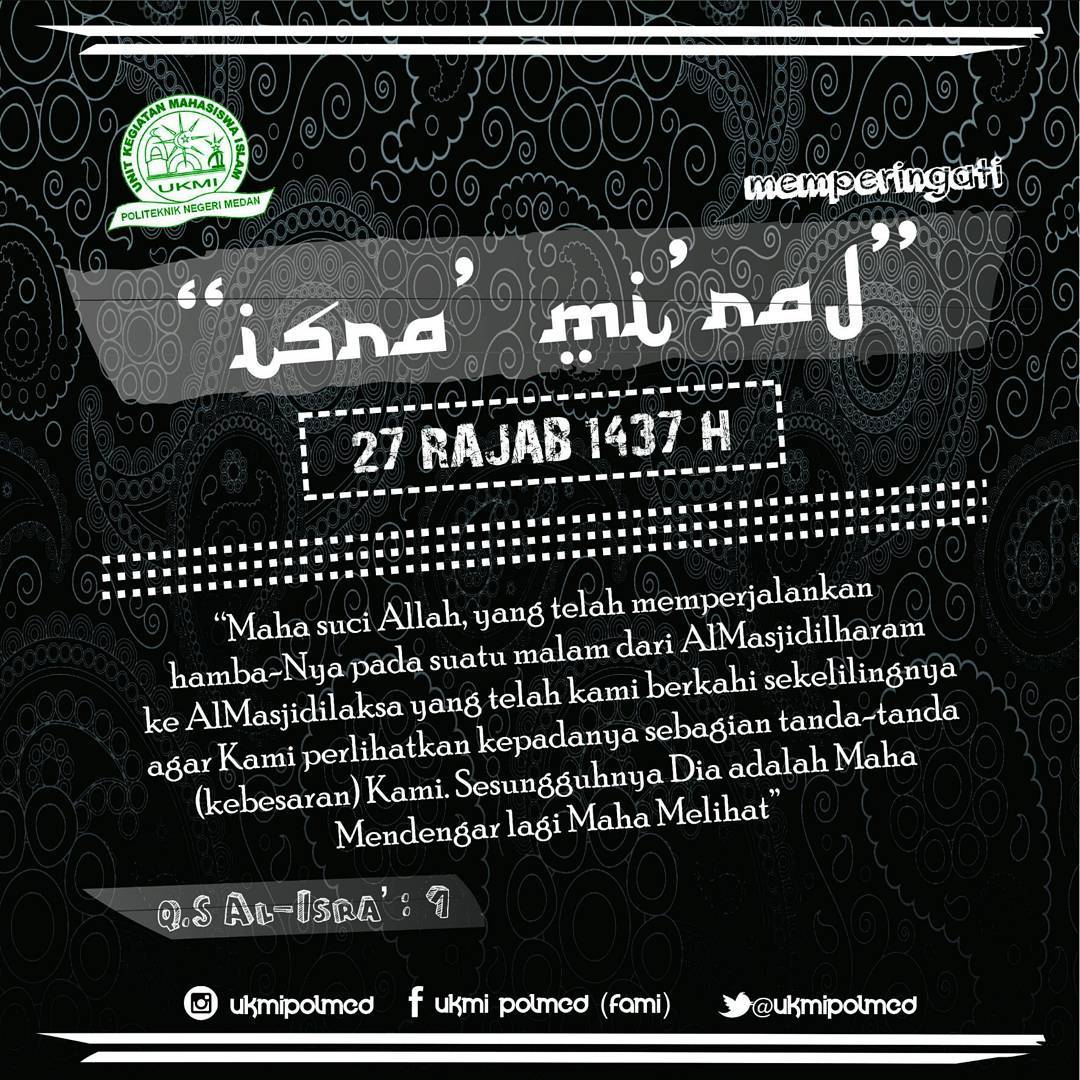 UNIT KEGIATAN MAHASISWA ISLAM
UKMI
POLITEKNIK NEGERI MEDAN
memperingati
“isra’ mi’raj”
27 RAJAB 1437 H
“Maha suci Allah, yang telah memperjalankan
hamba-Nya pada suatu malam dari AlMasjidilharam
ke AlMasjidilaksa yang telah kami berkahi sekelilingnya
agar Kami perlihatkan kepadanya sebagian tanda-tanda
(kebesaran) Kami. Sesungguhnya Dia adalah Maha
Mendengar lagi Maha Melihat”
Q.S Al-Isra’ : 1
ukmipolmed f ukmi polmed (fami) @ukmipolmed